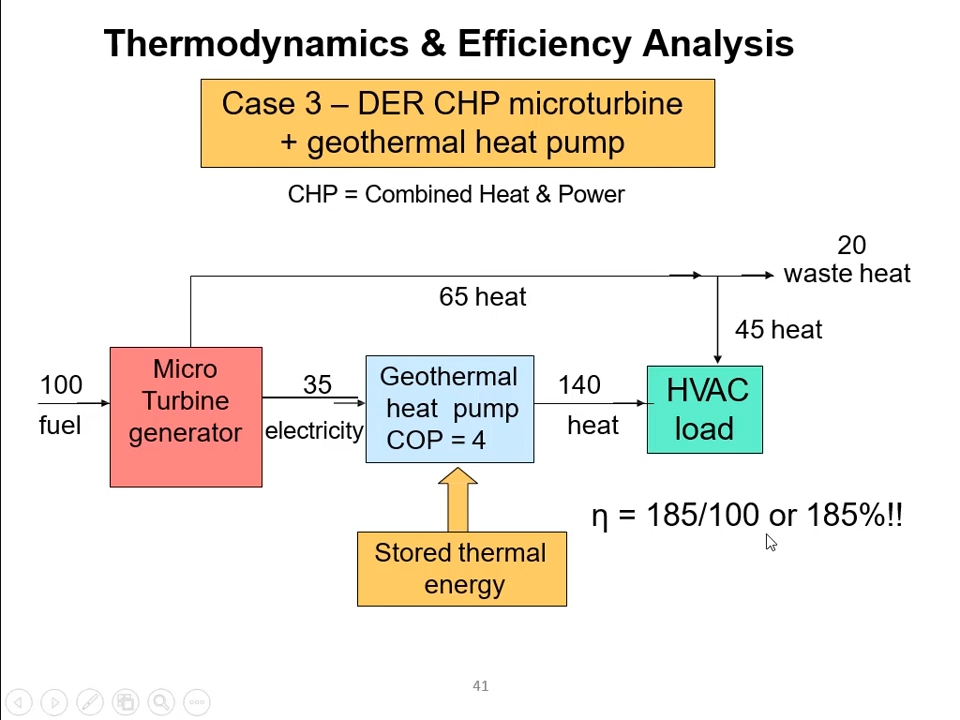 Thermodynamics & Efficiency Analysis
Case 3 – DER CHP microturbine
+ geothermal heat pump
CHP = Combined Heat & Power
20
waste heat
65 heat
45 heat
100
fuel
Micro
Turbine
generator
35
electricity
Geothermal
heat pump
COP = 4
140
heat
HVAC
load
η = 185/100 or 185%!!
Stored thermal
energy
41